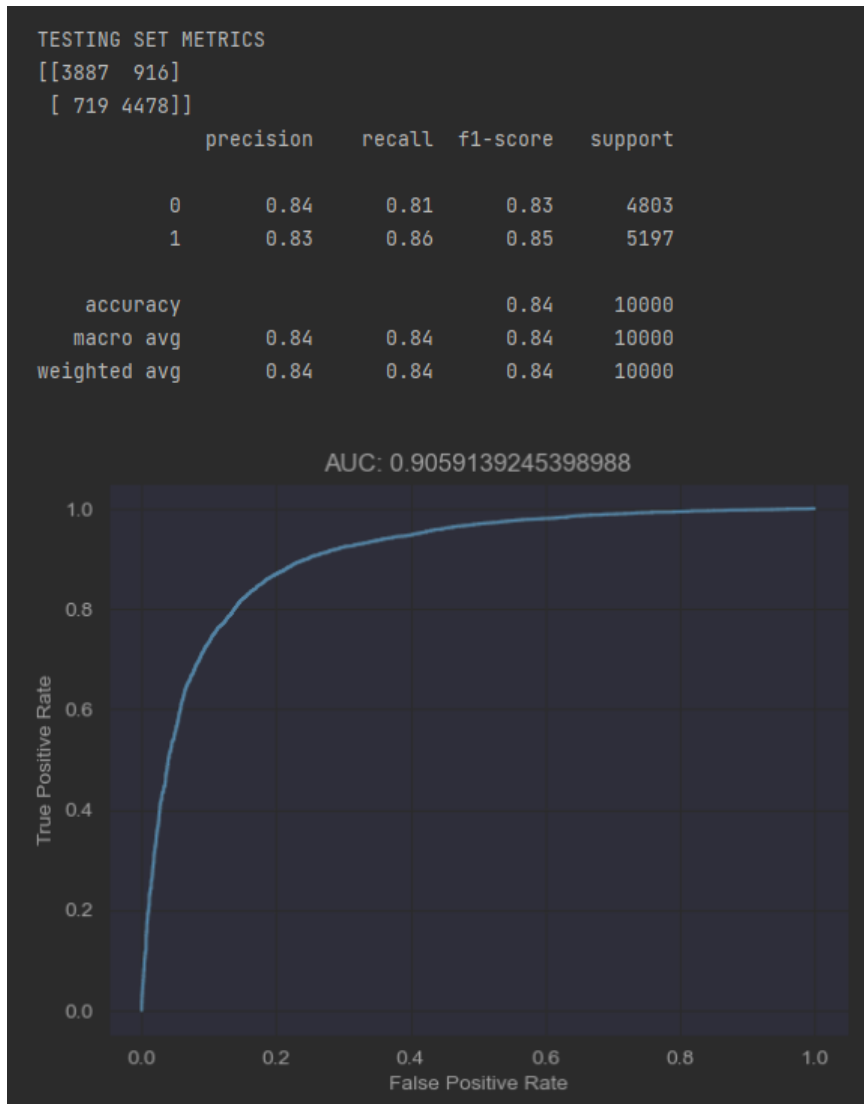 TESTING SET METRICS
[[3887 916]
[ 719 4478]]
precision recall f1-score support
0 0.84 0.81 0.83 4803
1 0.83 0.86 0.85 5197
accuracy 0.84 10000
macro avg 0.84 0.84 0.84 10000
weighted avg 0.84 0.84 0.84 10000
AUC: 0.9059139245398988
1.0
0.8
0.6
0.4
0.2
0.0
True Positive Rate
0.0 0.2 0.4 0.6 0.8 1.0
False Positive Rate